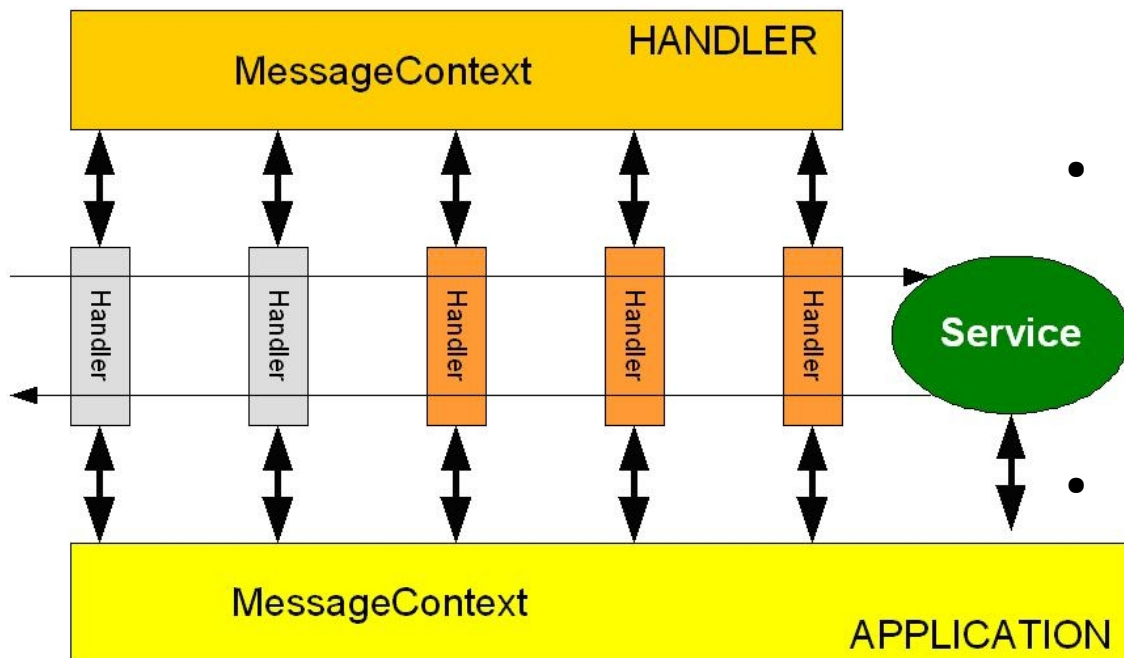 HANDLER
MessageContext
Handler
Handler
Handler
Handler
Handler
Service
MessageContext
APPLICATION